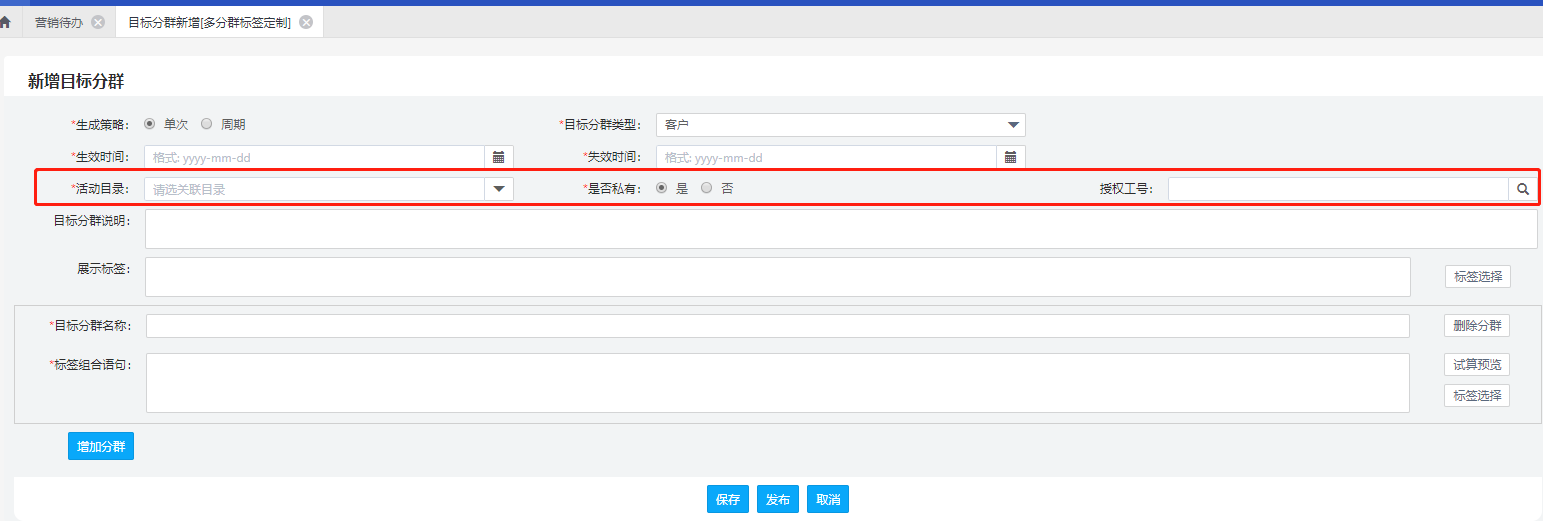 营销待办 目标分群新增[多分群标签定制]
新增目标分群
*生成策略: 单次 周期 *目标分群类型: 客户
*生效时间: 格式: yyyy-mm-dd *失效时间: 格式: yyyy-mm-dd
*活动目录: 请选关联目录 *是否私有: 是 否 授权工号:
目标分群说明:
展示标签: 标签选择
*目标分群名称: 删除分群
*标签组合语句: 试算预览
标签选择
增加分群
保存 发布 取消